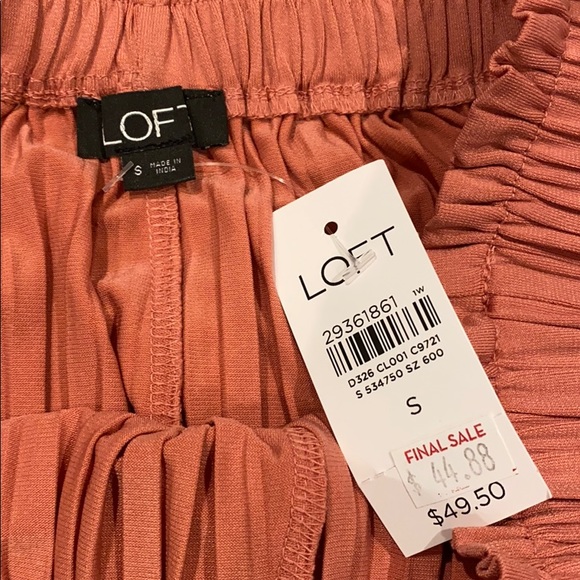 LOFT
S MADE IN
INDIA
LOFT
29361861 1W
D326 CL001 C9721
S 534750 SZ 600
S
FINAL SALE
$ 44.88
$49.50